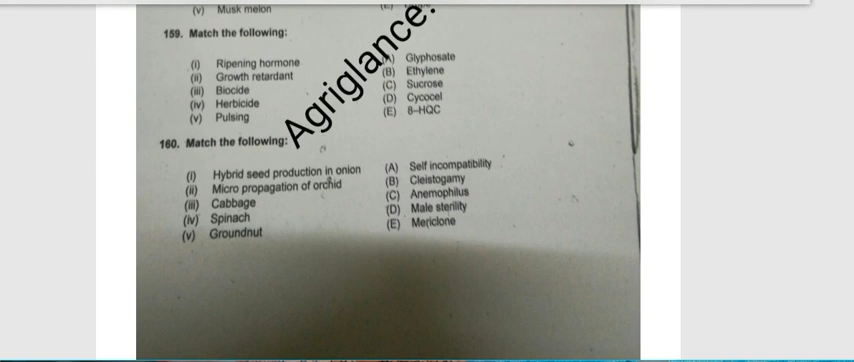 (v) Musk melon
159. Match the following:
(i) Ripening hormone (A) Glyphosate
(ii) Growth retardant (B) Ethylene
(iii) Biocide (C) Sucrose
(iv) Herbicide (D) Cycocel
(v) Pulsing (E) 8-HQC
Agriglance.
160. Match the following:
(i) Hybrid seed production in onion (A) Self incompatibility
(ii) Micro propagation of orchid (B) Cleistogamy
(iii) Cabbage (C) Anemophilus
(iv) Spinach (D) Male sterility
(v) Groundnut (E) Mericlone